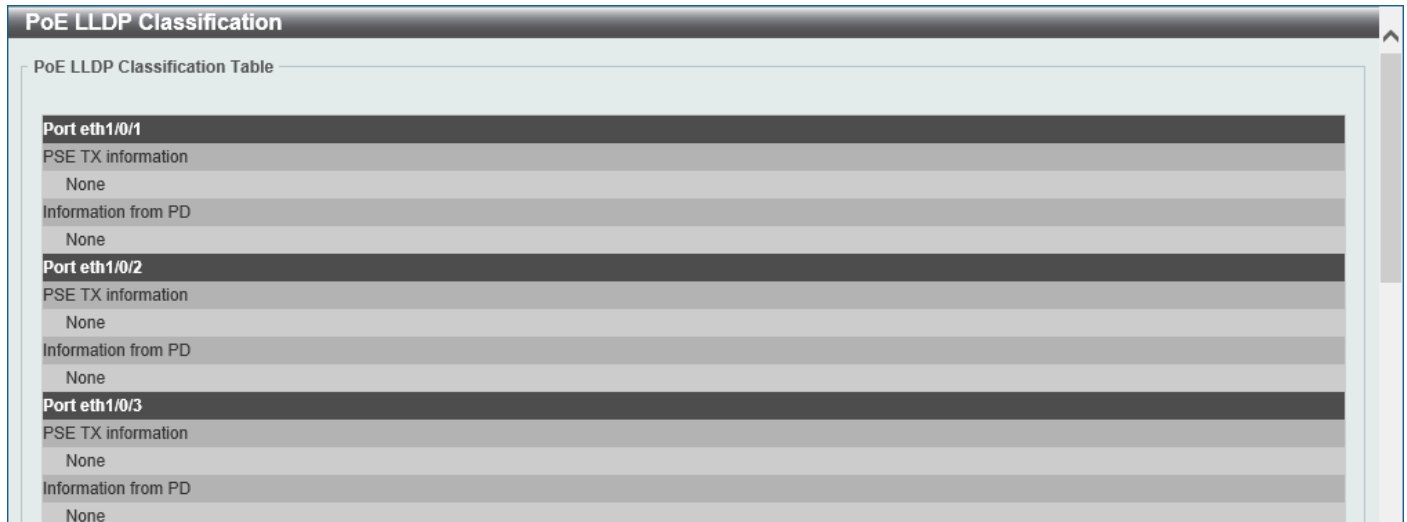 PoE LLDP Classification
PoE LLDP Classification Table
Port eth1/0/1
PSE TX information
None
Information from PD
None
Port eth1/0/2
PSE TX information
None
Information from PD
None
Port eth1/0/3
PSE TX information
None
Information from PD
None